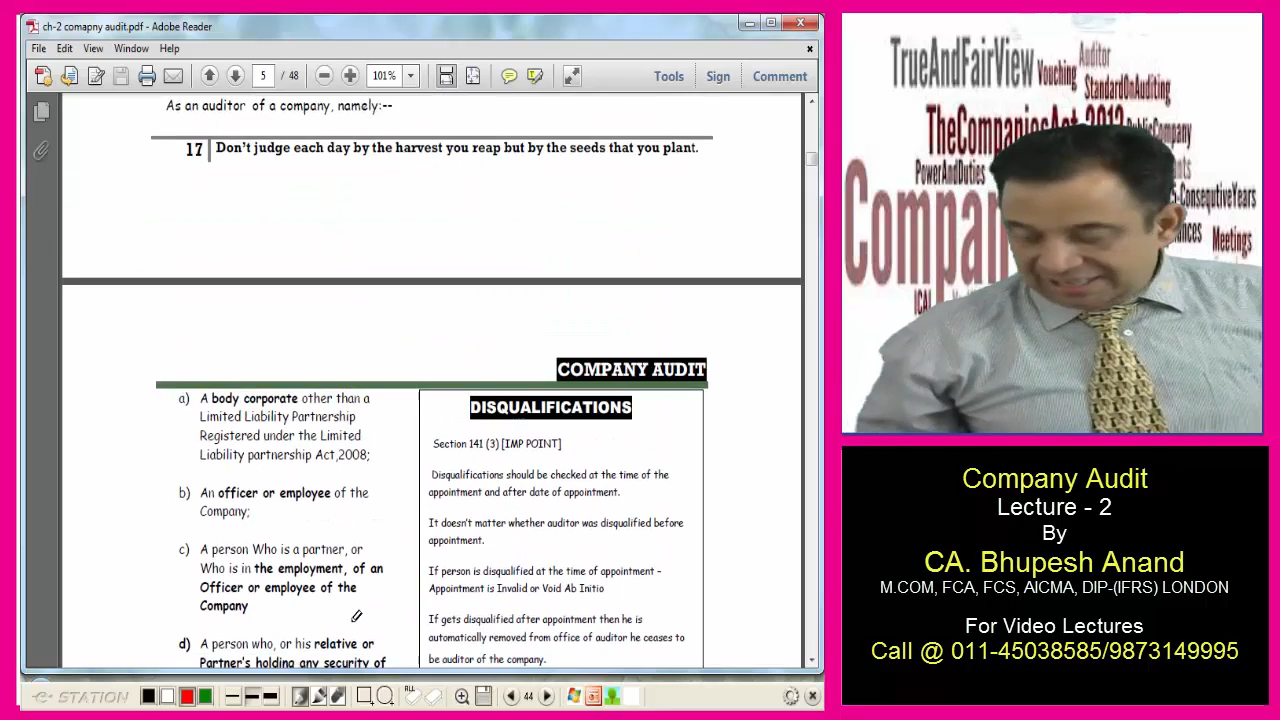 ch-2 comapny audit.pdf - Adobe Reader
File Edit View Window Help
5 / 48 101% Tools Sign Comment
As an auditor of a company, namely:--
17 Don't judge each day by the harvest you reap but by the seeds that you plant.
COMPANY AUDIT
a) A body corporate other than a
Limited Liability Partnership
Registered under the Limited
Liability partnership Act,2008;
b) An officer or employee of the
Company;
c) A person Who is a partner, or
Who is in the employment, of an
Officer or employee of the
Company
d) A person who, or his relative or
Partner's holding any security of
DISQUALIFICATIONS
Section 141 (3) [IMP POINT]
Disqualifications should be checked at the time of the
appointment and after date of appointment.
It doesn't matter whether auditor was disqualified before
appointment.
If person is disqualified at the time of appointment –
Appointment is Invalid or Void Ab Initio
If gets disqualified after appointment then he is
automatically removed from office of auditor he ceases to
be auditor of the company.
e-STATION
ALL
44
TrueAndFairView
Auditor
Vouching
StandardOnAuditing
TheCompaniesAct 2013
PowerAndDuties
ConsequtiveYears
Meetings
ICAI
Company Audit
Lecture - 2
By
CA. Bhupesh Anand
M.COM, FCA, FCS, AICMA, DIP-(IFRS) LONDON
For Video Lectures
Call @ 011-45038585/9873149995